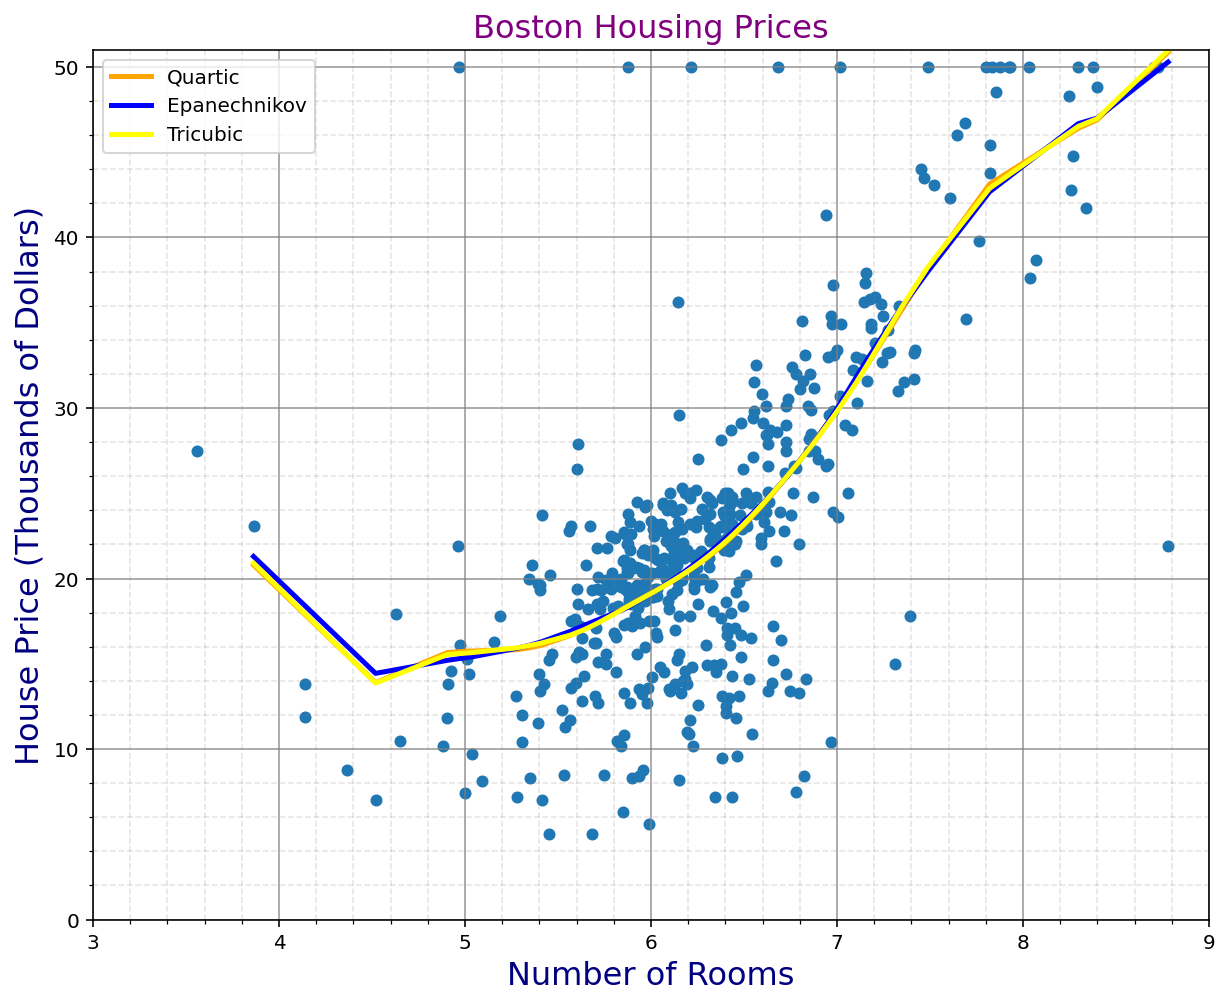 Boston Housing Prices
Quartic
Epanechnikov
Tricubic
House Price (Thousands of Dollars)
50
40
30
20
10
0
3 4 5 6 7 8 9
Number of Rooms